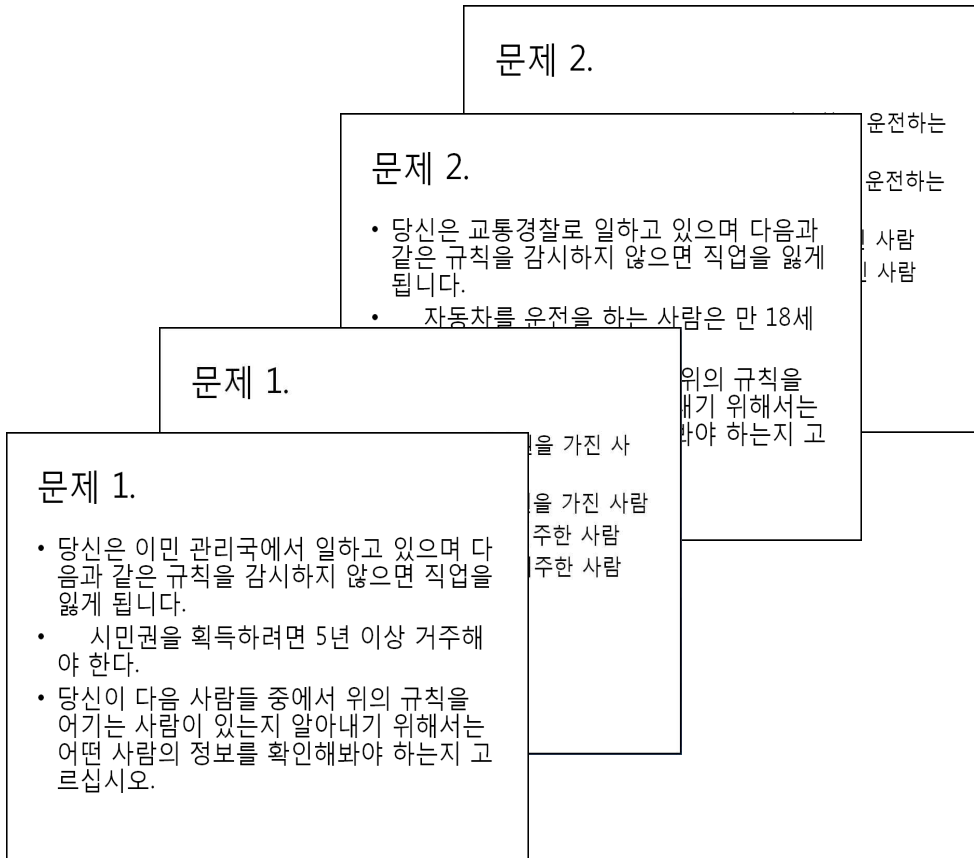 문제 2.
운전하는
운전하는
사람
사람
문제 2.
• 당신은 교통경찰로 일하고 있으며 다음과
같은 규칙을 감시하지 않으면 직업을 잃게
됩니다.
• 자동차를 운전을 하는 사람은 만 18세
위의 규칙을
위해서는
하는지 고
문제 1.
가진 사
가진 사람
주한 사람
주한 사람
문제 1.
• 당신은 이민 관리국에서 일하고 있으며 다
음과 같은 규칙을 감시하지 않으면 직업을
잃게 됩니다.
• 시민권을 획득하려면 5년 이상 거주해
야 한다.
• 당신이 다음 사람들 중에서 위의 규칙을
어기는 사람이 있는지 알아내기 위해서는
어떤 사람의 정보를 확인해봐야 하는지 고
르십시오.